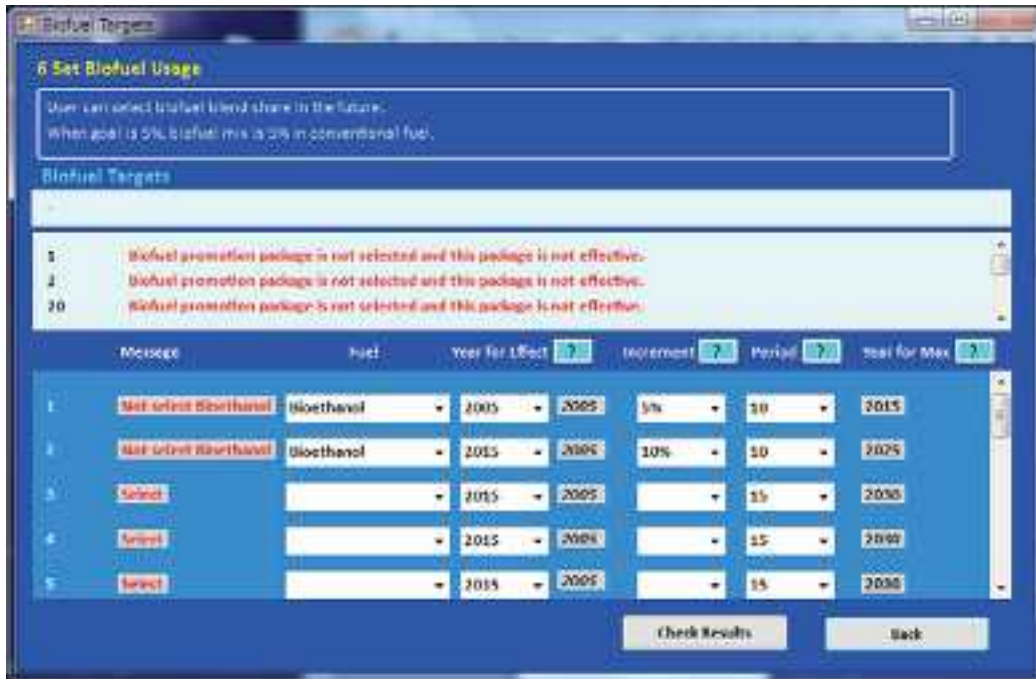 Biofuel Targets
6 Set Biofuel Usage
User can select biofuel blend share in the future.
When goal is 5%, biofuel mix is 5% in conventional fuel.
Biofuel Targets
-
1 Biofuel promotion package is not selected and this package is not effective.
2 Biofuel promotion package is not selected and this package is not effective.
20 Biofuel promotion package is not selected and this package is not effective.
Message Fuel Year for Effect ? Increment ? Period ? Year for Max ?
1 Not select Bioethanol Bioethanol 2005 2005 5% 10 2015
2 Not select Bioethanol Bioethanol 2015 2005 10% 10 2025
3 Select 2015 2005 15 2030
4 Select 2015 2005 15 2030
5 Select 2015 2005 15 2030
Check Results Back